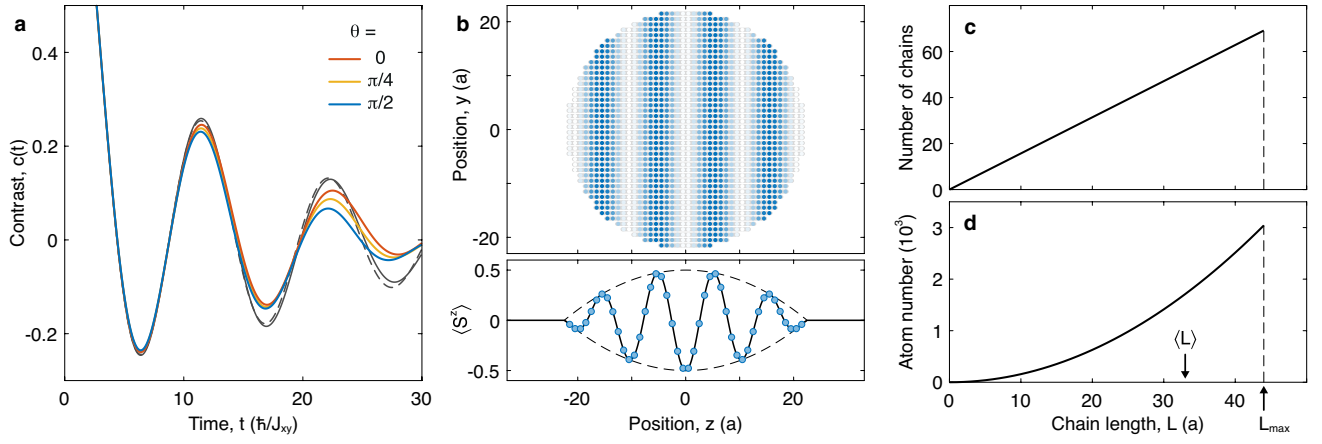 a
θ =
0
π/4
π/2
Contrast, c(t)
0.4
0.2
0
-0.2
0 10 20 30
Time, t (ħ/J_xy)
b
Position, y (a)
20
10
0
-10
-20
⟨S^z⟩
0.5
0
-0.5
-20 0 20
Position, z (a)
c
Number of chains
60
40
20
0
d
Atom number (10³)
3
2
1
0
⟨L⟩
0 10 20 30 40
Chain length, L (a)
L_max